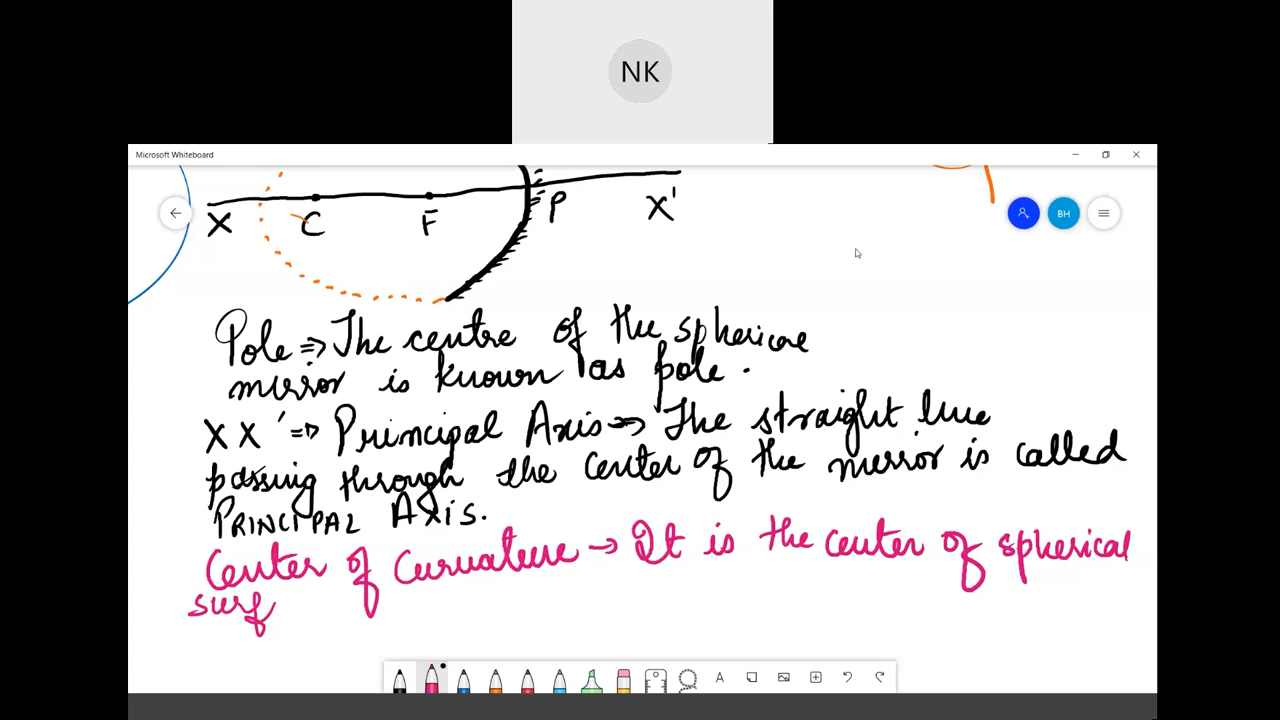 NK
Microsoft Whiteboard
X C F P X'
BH
Pole ⇒ The centre of the spherical
mirror is known as pole.
XX' ⇒ Principal Axis ⇒ The straight line
passing through the center of the mirror is called
PRINCIPAL AXIS.
Center of Curvature → It is the center of spherical
surf
A